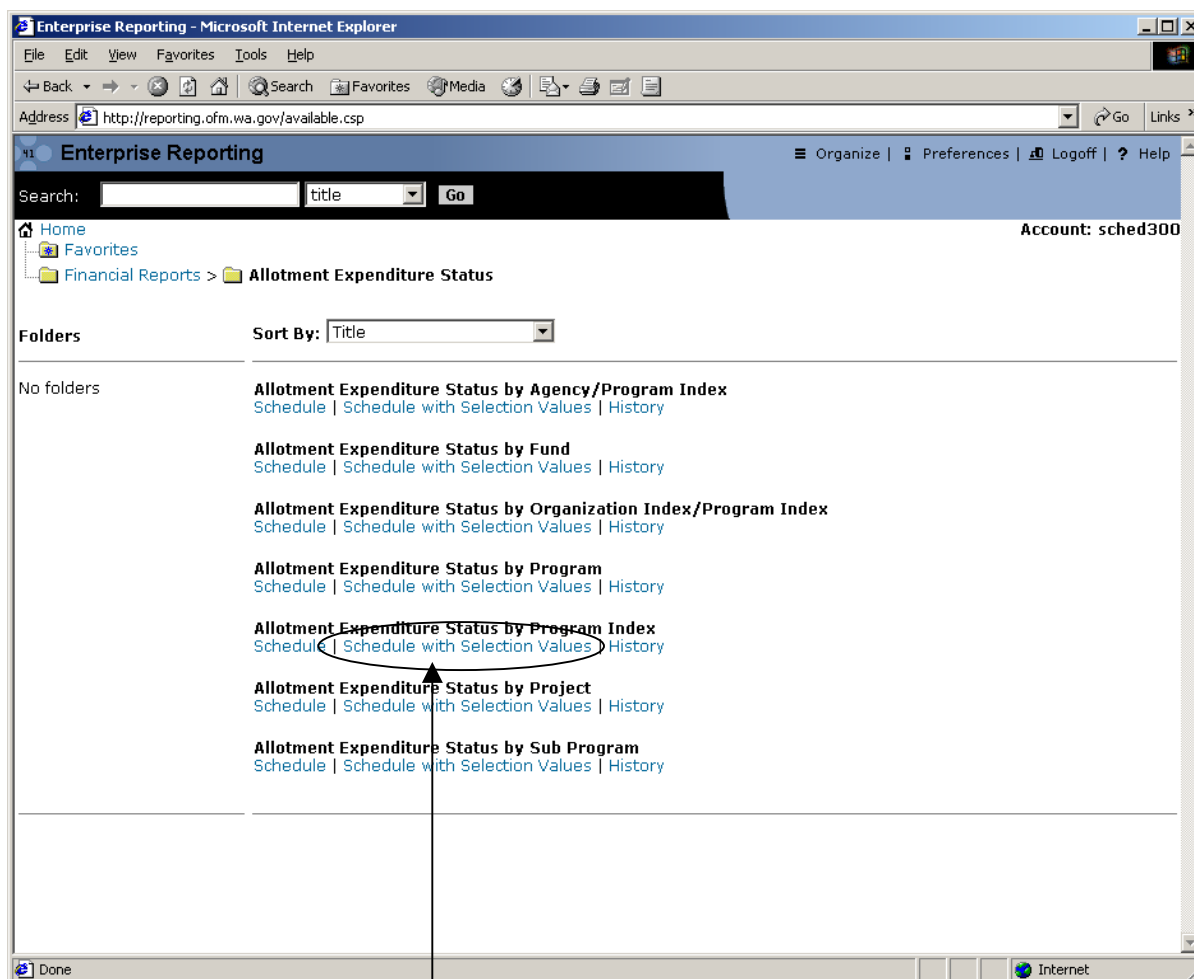 Enterprise Reporting - Microsoft Internet Explorer
File Edit View Favorites Tools Help
Back Search Favorites Media
Address http://reporting.ofm.wa.gov/available.csp Go Links
Enterprise Reporting Organize | Preferences | Logoff | ? Help
Search: title Go
Home Account: sched300
Favorites
Financial Reports > Allotment Expenditure Status
Folders Sort By: Title
No folders
Allotment Expenditure Status by Agency/Program Index
Schedule | Schedule with Selection Values | History
Allotment Expenditure Status by Fund
Schedule | Schedule with Selection Values | History
Allotment Expenditure Status by Organization Index/Program Index
Schedule | Schedule with Selection Values | History
Allotment Expenditure Status by Program
Schedule | Schedule with Selection Values | History
Allotment Expenditure Status by Program Index
Schedule | Schedule with Selection Values | History
Allotment Expenditure Status by Project
Schedule | Schedule with Selection Values | History
Allotment Expenditure Status by Sub Program
Schedule | Schedule with Selection Values | History
Done Internet